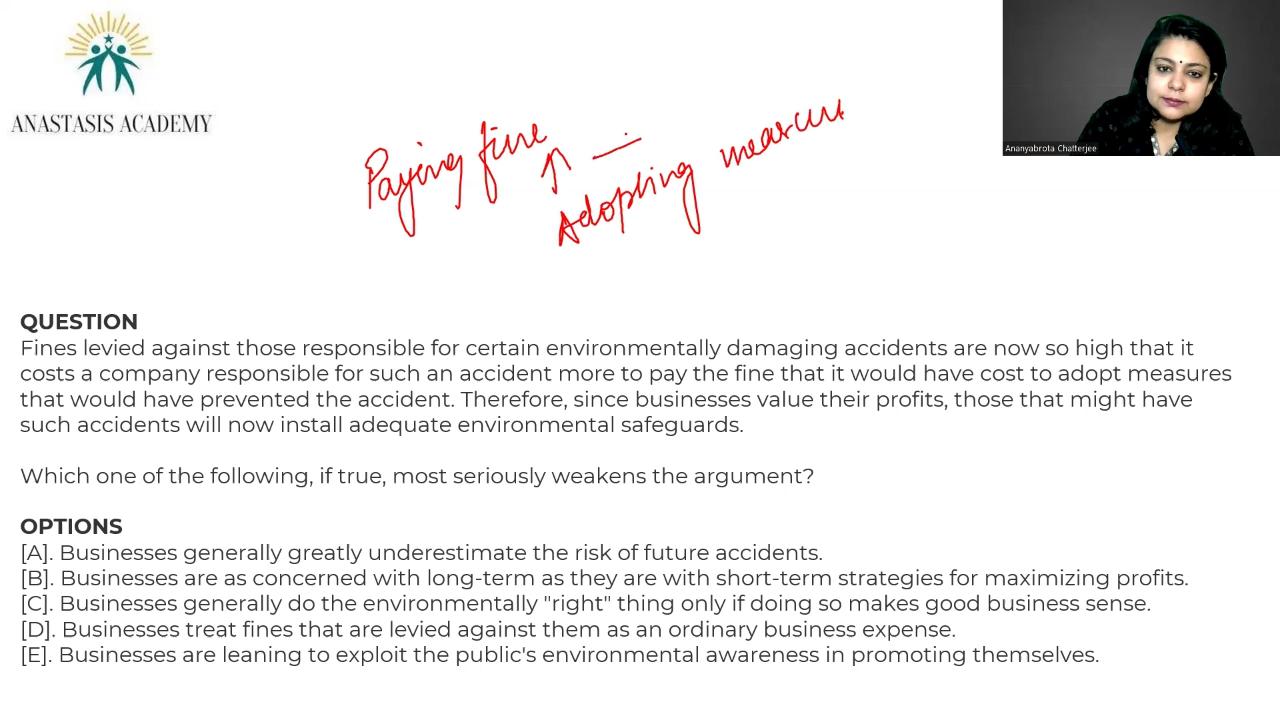 ANASTASIS ACADEMY
Ananyabrota Chatterjee
Paying fine
Adopting measure
QUESTION
Fines levied against those responsible for certain environmentally damaging accidents are now so high that it
costs a company responsible for such an accident more to pay the fine that it would have cost to adopt measures
that would have prevented the accident. Therefore, since businesses value their profits, those that might have
such accidents will now install adequate environmental safeguards.
Which one of the following, if true, most seriously weakens the argument?
OPTIONS
[A]. Businesses generally greatly underestimate the risk of future accidents.
[B]. Businesses are as concerned with long-term as they are with short-term strategies for maximizing profits.
[C]. Businesses generally do the environmentally "right" thing only if doing so makes good business sense.
[D]. Businesses treat fines that are levied against them as an ordinary business expense.
[E]. Businesses are leaning to exploit the public's environmental awareness in promoting themselves.